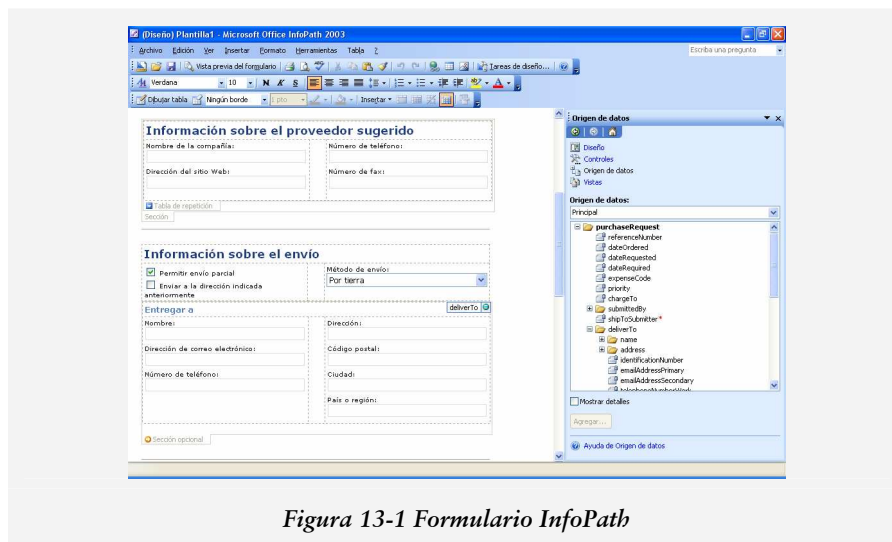 (Diseño) Plantilla1 - Microsoft Office InfoPath 2003
Archivo Edición Ver Insertar Formato Herramientas Tabla ?
Escriba una pregunta
Vista previa del formulario
Tareas de diseño...
Verdana 10 N K S
Dibujar tabla Ningún borde 1 pto Insertar
Información sobre el proveedor sugerido
Nombre de la compañía: Número de teléfono:
Dirección del sitio Web: Número de fax:
Tabla de repetición
Sección
Información sobre el envío
Permitir envío parcial
Enviar a la dirección indicada
anteriormente
Método de envío:
Por tierra
Entregar a
deliverTo
Nombre: Dirección:
Dirección de correo electrónico: Código postal:
Número de teléfono: Ciudad:
País o región:
Sección opcional
Origen de datos
Diseño
Controles
Origen de datos
Vistas
Origen de datos:
Principal
purchaseRequest
referenceNumber
dateOrdered
dateRequested
dateRequired
expenseCode
priority
chargeTo
submittedBy
shipToSubmitter *
deliverTo
name
address
identificationNumber
emailAddressPrimary
emailAddressSecondary
telephoneNumberWork
Mostrar detalles
Agregar...
Ayuda de Origen de datos
Figura 13-1 Formulario InfoPath